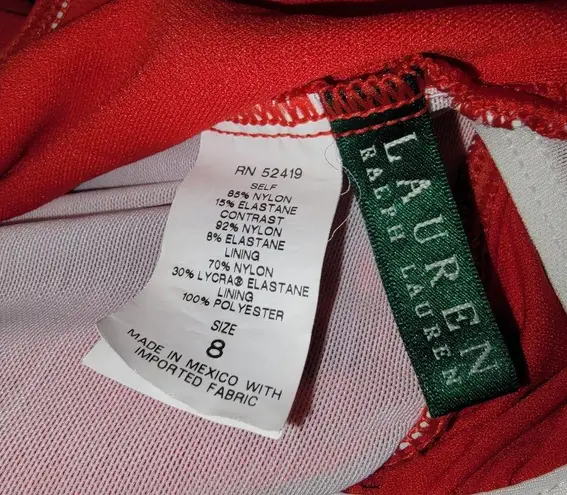 RN 52419
SELF
85% NYLON
15% ELASTANE
CONTRAST
92% NYLON
8% ELASTANE
LINING
70% NYLON
30% LYCRA® ELASTANE
LINING
100% POLYESTER
SIZE
8
MADE IN MEXICO WITH
IMPORTED FABRIC
LAUREN
RALPH LAUREN